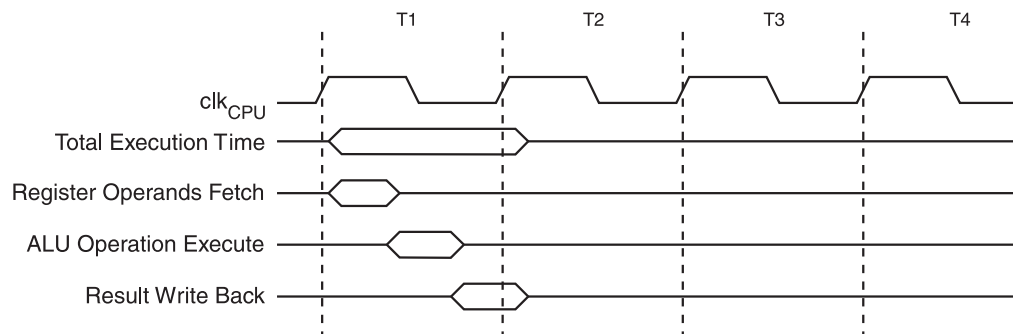 T1 T2 T3 T4
clkCPU
Total Execution Time
Register Operands Fetch
ALU Operation Execute
Result Write Back